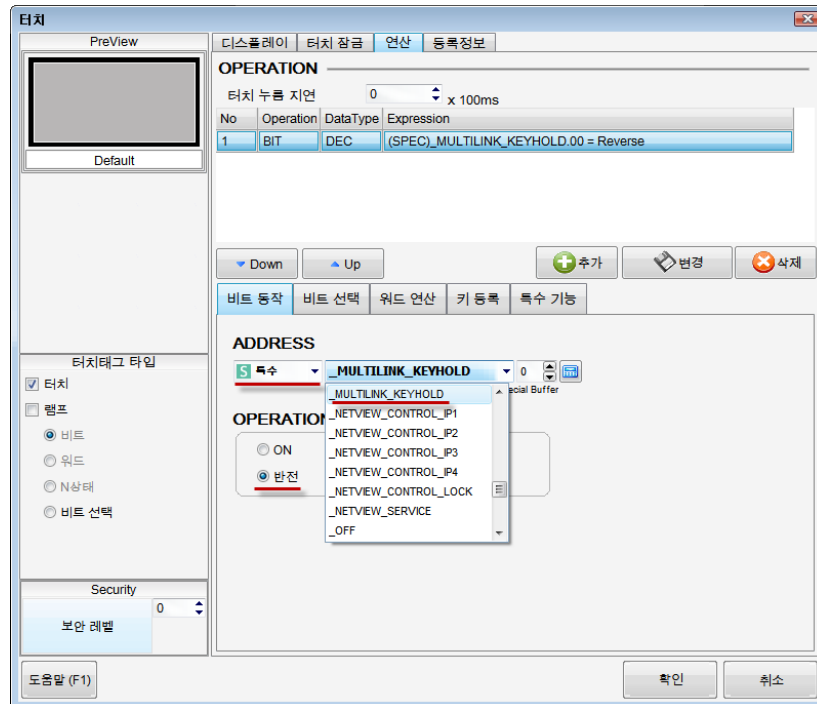 터치
PreView
Default
디스플레이 터치 잠금 연산 등록정보
OPERATION
터치 누름 지연 0 x 100ms
No Operation DataType Expression
1 BIT DEC (SPEC)_MULTILINK_KEYHOLD.00 = Reverse
Down Up 추가 변경 삭제
비트 동작 비트 선택 워드 연산 키 등록 특수 기능
ADDRESS
S 특수 _MULTILINK_KEYHOLD 0
ecial Buffer
_MULTILINK_KEYHOLD
_NETVIEW_CONTROL_IP1
_NETVIEW_CONTROL_IP2
_NETVIEW_CONTROL_IP3
_NETVIEW_CONTROL_IP4
_NETVIEW_CONTROL_LOCK
_NETVIEW_SERVICE
_OFF
OPERATION
ON
반전
터치태그 타입
터치
램프
비트
워드
N상태
비트 선택
Security
보안 레벨 0
도움말 (F1) 확인 취소